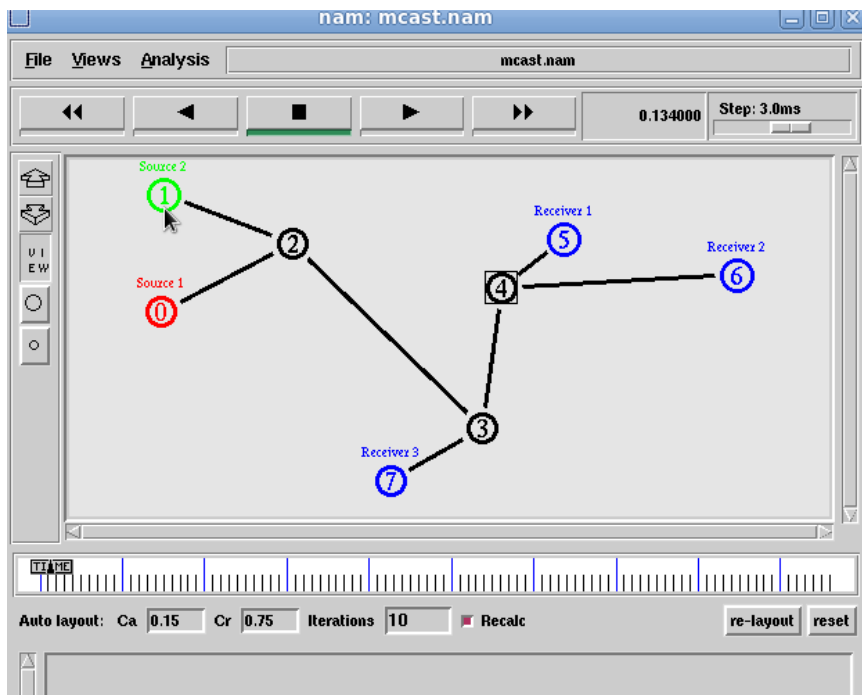 nam: mcast.nam
File Views Analysis mcast.nam
0.134000 Step: 3.0ms
VI
EW
Source 2
1
2
Source 1
0
Receiver 1
5
Receiver 2
6
4
3
Receiver 3
7
TIME
Auto layout: Ca 0.15 Cr 0.75 Iterations 10 Recalc re-layout reset